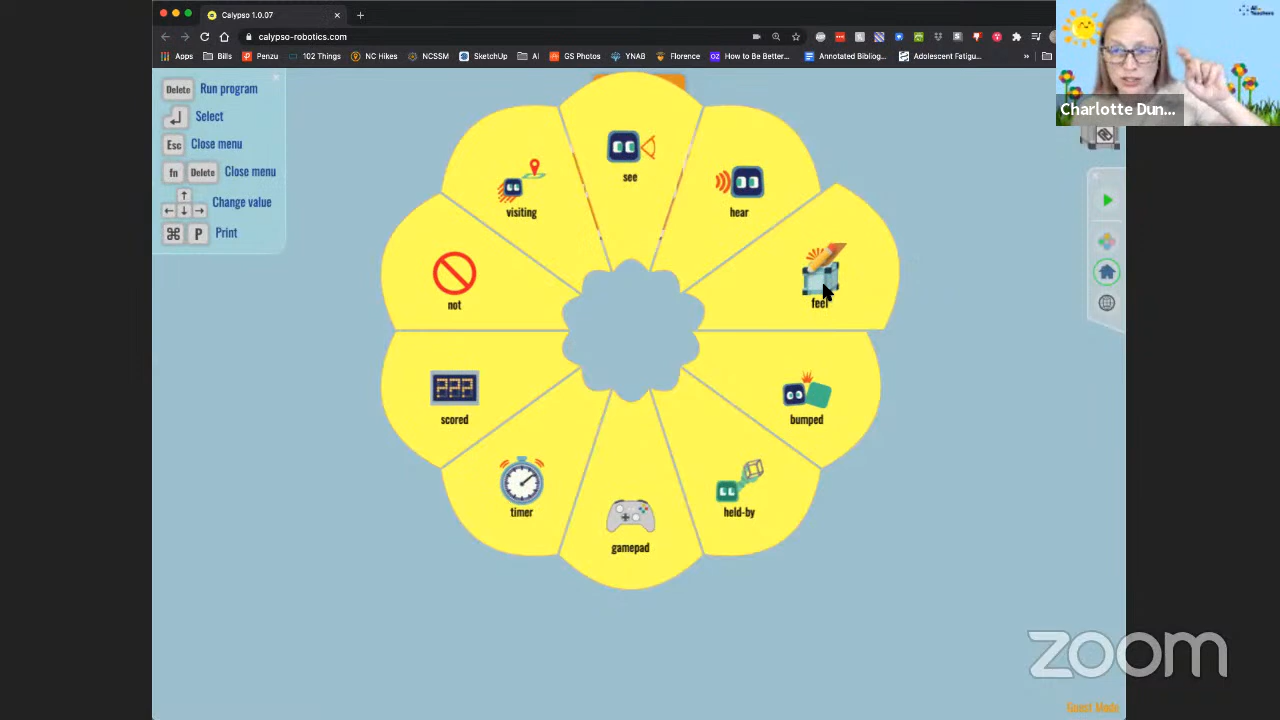 Calypso 1.0.07
calypso-robotics.com
Apps
Bills
Penzu
102 Things
NC Hikes
NCSSM
SketchUp
AI
GS Photos
YNAB
Florence
OZ How to Be Better...
Annotated Bibliog...
Adolescent Fatigu...
»
Charlotte Dun...
Delete Run program
Select
Esc Close menu
fn Delete Close menu
Change value
⌘ P Print
see
visiting
hear
not
feel
scored
???
bumped
timer
held-by
gamepad
zoom
Guest Mode